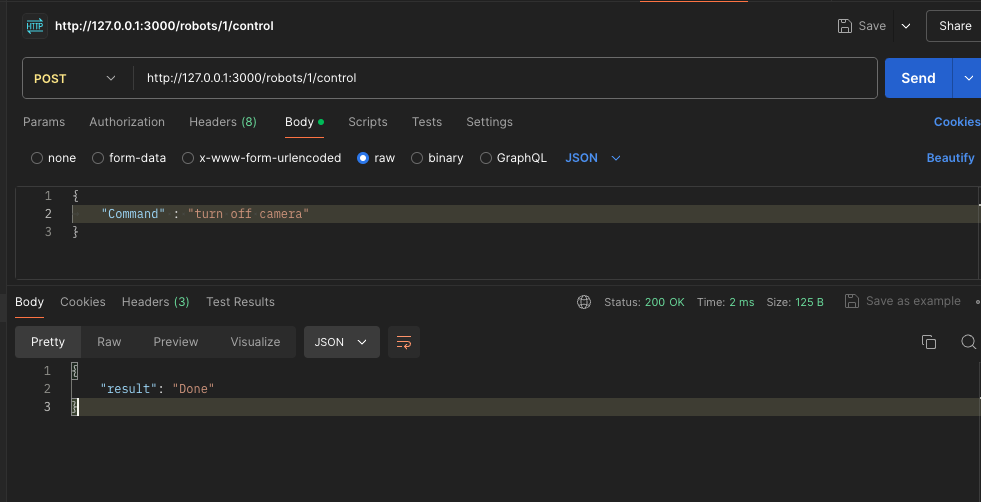 HTTP http://127.0.0.1:3000/robots/1/control Save Share
POST http://127.0.0.1:3000/robots/1/control Send
Params Authorization Headers (8) Body Scripts Tests Settings Cookies
none form-data x-www-form-urlencoded raw binary GraphQL JSON Beautify
1 {
2 "Command" : "turn off camera"
3 }
Body Cookies Headers (3) Test Results Status: 200 OK Time: 2 ms Size: 125 B Save as example
Pretty Raw Preview Visualize JSON
1 {
2 "result": "Done"
3 }